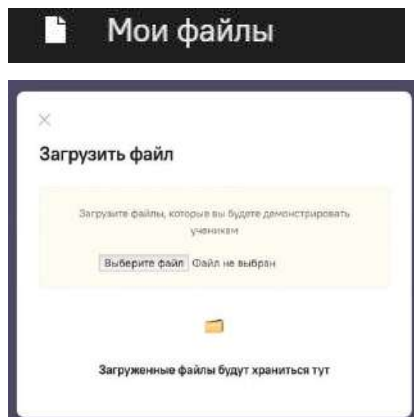 Мои файлы
Загрузить файл
Загрузите файлы, которые вы будете демонстрировать
ученикам
Выберите файл Файл не выбран
Загруженные файлы будут храниться тут